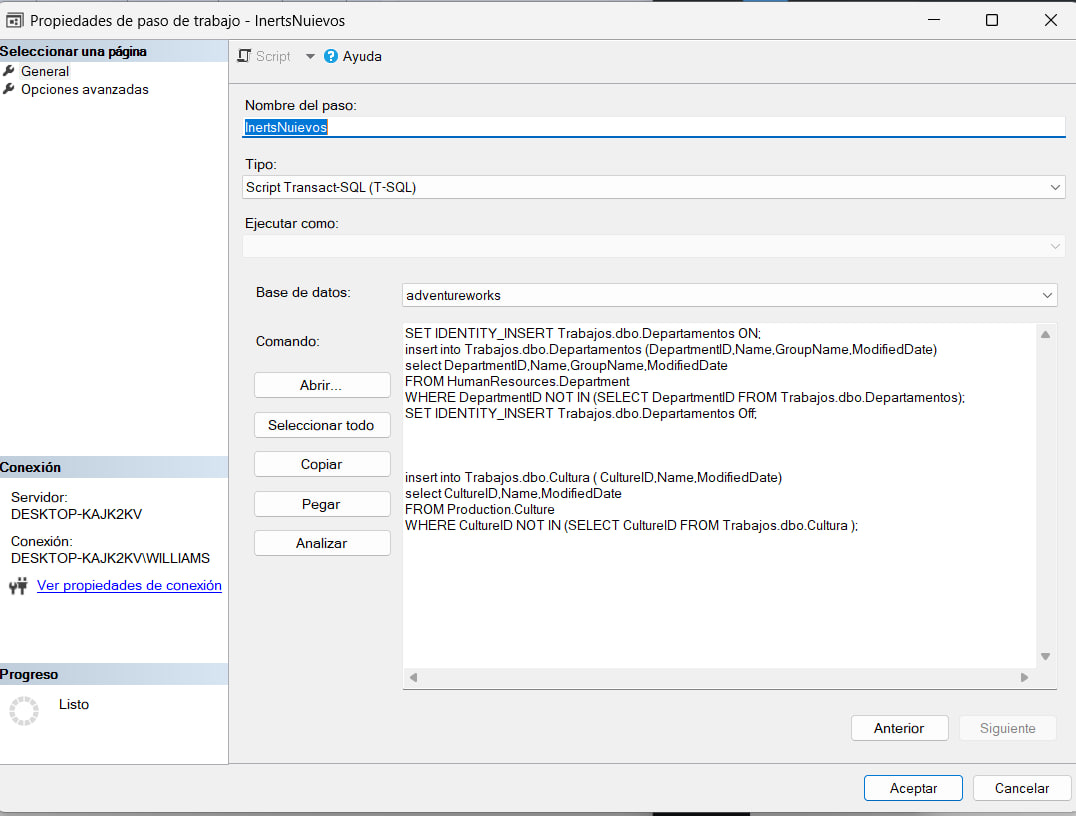 Propiedades de paso de trabajo - InertsNuievos
Seleccionar una página
General
Opciones avanzadas
Script
Ayuda
Nombre del paso:
InertsNuievos
Tipo:
Script Transact-SQL (T-SQL)
Ejecutar como:
Base de datos:
adventureworks
Comando:
Abrir...
Seleccionar todo
Copiar
Pegar
Analizar
SET IDENTITY_INSERT Trabajos.dbo.Departamentos ON;
insert into Trabajos.dbo.Departamentos (DepartmentID,Name,GroupName,ModifiedDate)
select DepartmentID,Name,GroupName,ModifiedDate
FROM HumanResources.Department
WHERE DepartmentID NOT IN (SELECT DepartmentID FROM Trabajos.dbo.Departamentos);
SET IDENTITY_INSERT Trabajos.dbo.Departamentos Off;
insert into Trabajos.dbo.Cultura ( CultureID,Name,ModifiedDate)
select CultureID,Name,ModifiedDate
FROM Production.Culture
WHERE CultureID NOT IN (SELECT CultureID FROM Trabajos.dbo.Cultura );
Conexión
Servidor:
DESKTOP-KAJK2KV
Conexión:
DESKTOP-KAJK2KV\WILLIAMS
Ver propiedades de conexión
Progreso
Listo
Anterior
Siguiente
Aceptar
Cancelar